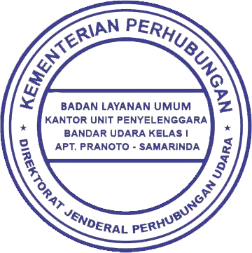 KEMENTERIAN PERHUBUNGAN
BADAN LAYANAN UMUM
KANTOR UNIT PENYELENGGARA
BANDAR UDARA KELAS I
APT. PRANOTO - SAMARINDA
DIREKTORAT JENDERAL PERHUBUNGAN UDARA